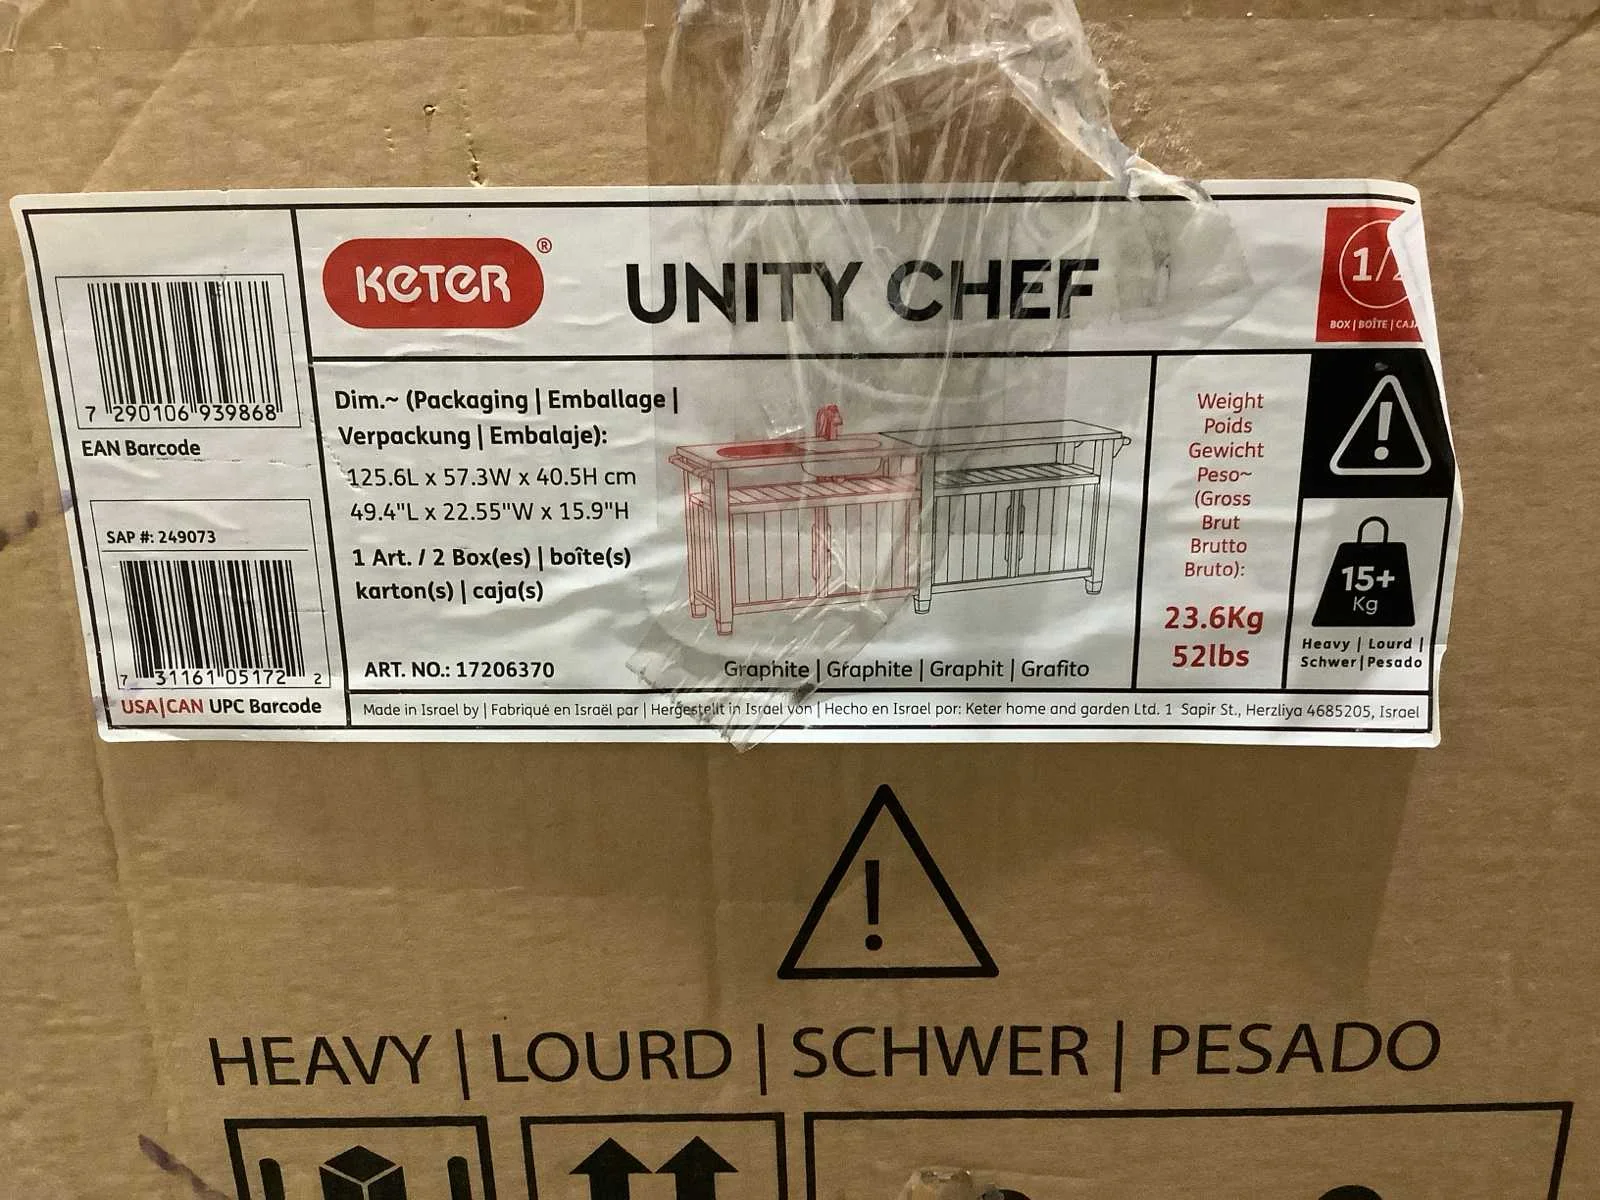 KETER®
UNITY CHEF
1/2
BOX | BOÎTE | CAJA
7 290106 939868
EAN Barcode
SAP #: 249073
7 31161 05172 2
USA|CAN UPC Barcode
Dim.~ (Packaging | Emballage |
Verpackung | Embalaje):
125.6L x 57.3W x 40.5H cm
49.4"L x 22.55"W x 15.9"H
1 Art. / 2 Box(es) | boîte(s)
karton(s) | caja(s)
ART. NO.: 17206370
Graphite | Graphite | Graphit | Grafito
Weight
Poids
Gewicht
Peso~
(Gross
Brut
Brutto
Bruto):
23.6Kg
52lbs
!
15+
Kg
Heavy | Lourd |
Schwer | Pesado
Made in Israel by | Fabriqué en Israël par | Hergestellt in Israel von | Hecho en Israel por: Keter home and garden Ltd. 1 Sapir St., Herzliya 4685205, Israel
!
HEAVY | LOURD | SCHWER | PESADO